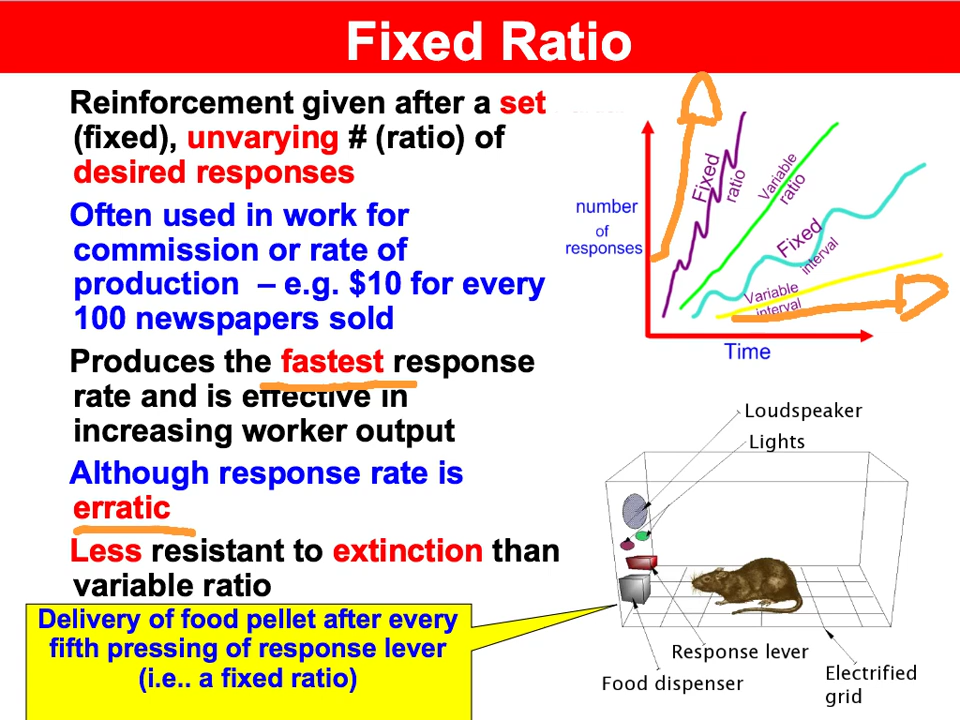 Fixed Ratio
Reinforcement given after a set
(fixed), unvarying # (ratio) of
desired responses
Often used in work for
commission or rate of
production – e.g. $10 for every
100 newspapers sold
Produces the fastest response
rate and is effective in
increasing worker output
Although response rate is
erratic
Less resistant to extinction than
variable ratio
Delivery of food pellet after every
fifth pressing of response lever
(i.e.. a fixed ratio)
number
of
responses
Fixed
ratio
Variable
ratio
Fixed
interval
Variable
interval
Time
Loudspeaker
Lights
Response lever
Food dispenser
Electrified
grid